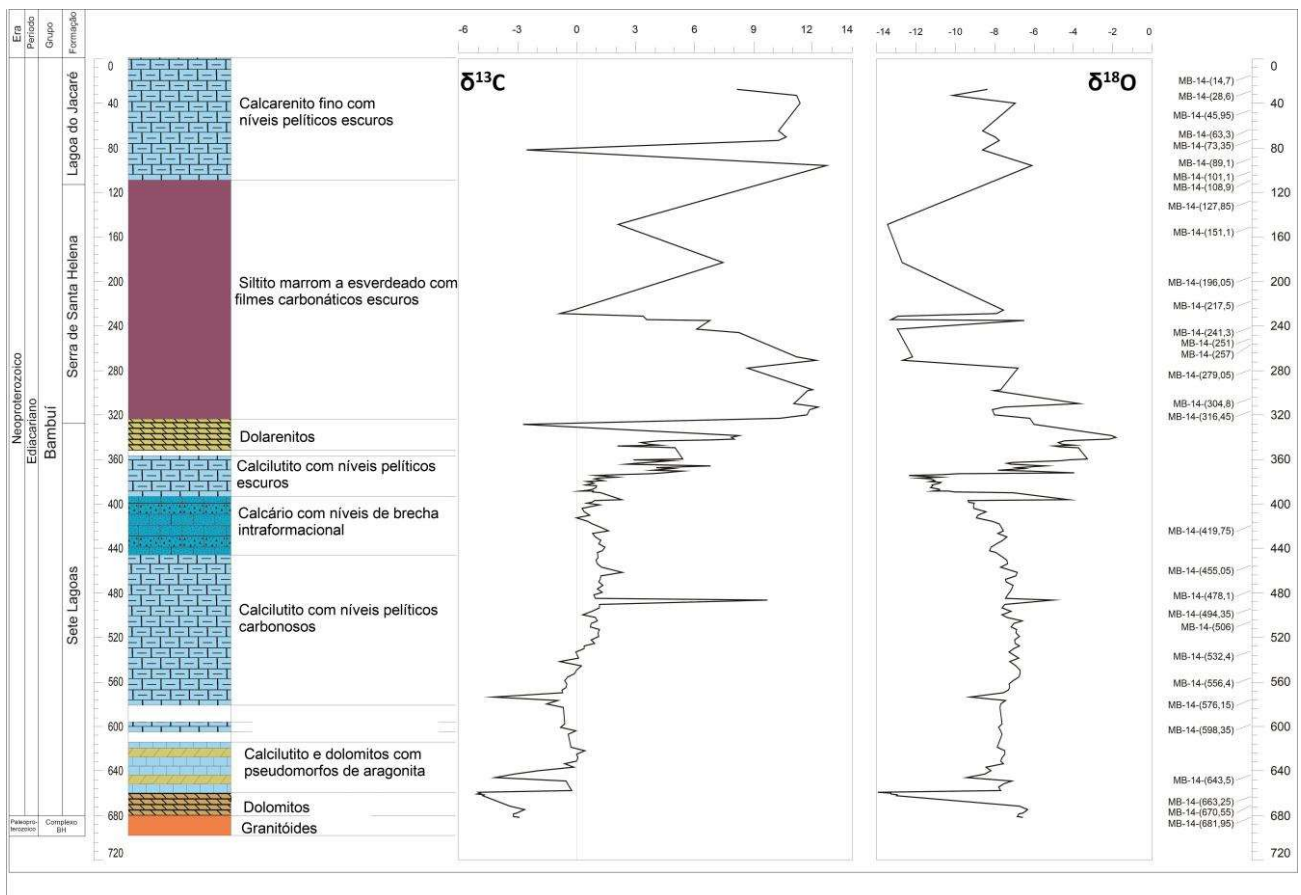 Era
Período
Grupo
Formação
Neoproterozoico
Ediacariano
Bambuí
Lagoa do Jacaré
Serra de Santa Helena
Sete Lagoas
Paleopro-
terozoico
Complexo
BH
0
40
80
120
160
200
240
280
320
360
400
440
480
520
560
600
640
680
720
Calcarenito fino com
níveis pelíticos escuros
Siltito marrom a esverdeado com
filmes carbonáticos escuros
Dolarenitos
Calcilutito com níveis pelíticos
escuros
Calcário com níveis de brecha
intraformacional
Calcilutito com níveis pelíticos
carbonosos
Calcilutito e dolomitos com
pseudomorfos de aragonita
Dolomitos
Granitóides
-6 -3 0 3 6 9 12 14
δ13C
-14 -12 -10 -8 -6 -4 -2 0
δ18O
MB-14-(14,7)
MB-14-(28,6)
MB-14-(45,95)
MB-14-(63,3)
MB-14-(73,35)
MB-14-(89,1)
MB-14-(101,1)
MB-14-(108,9)
MB-14-(127,85)
MB-14-(151,1)
MB-14-(196,05)
MB-14-(217,5)
MB-14-(241,3)
MB-14-(251)
MB-14-(257)
MB-14-(279,05)
MB-14-(304,8)
MB-14-(316,45)
MB-14-(419,75)
MB-14-(455,05)
MB-14-(478,1)
MB-14-(494,35)
MB-14-(506)
MB-14-(532,4)
MB-14-(556,4)
MB-14-(576,15)
MB-14-(598,35)
MB-14-(643,5)
MB-14-(663,25)
MB-14-(670,55)
MB-14-(681,95)
0
40
80
120
160
200
240
280
320
360
400
440
480
520
560
600
640
680
720